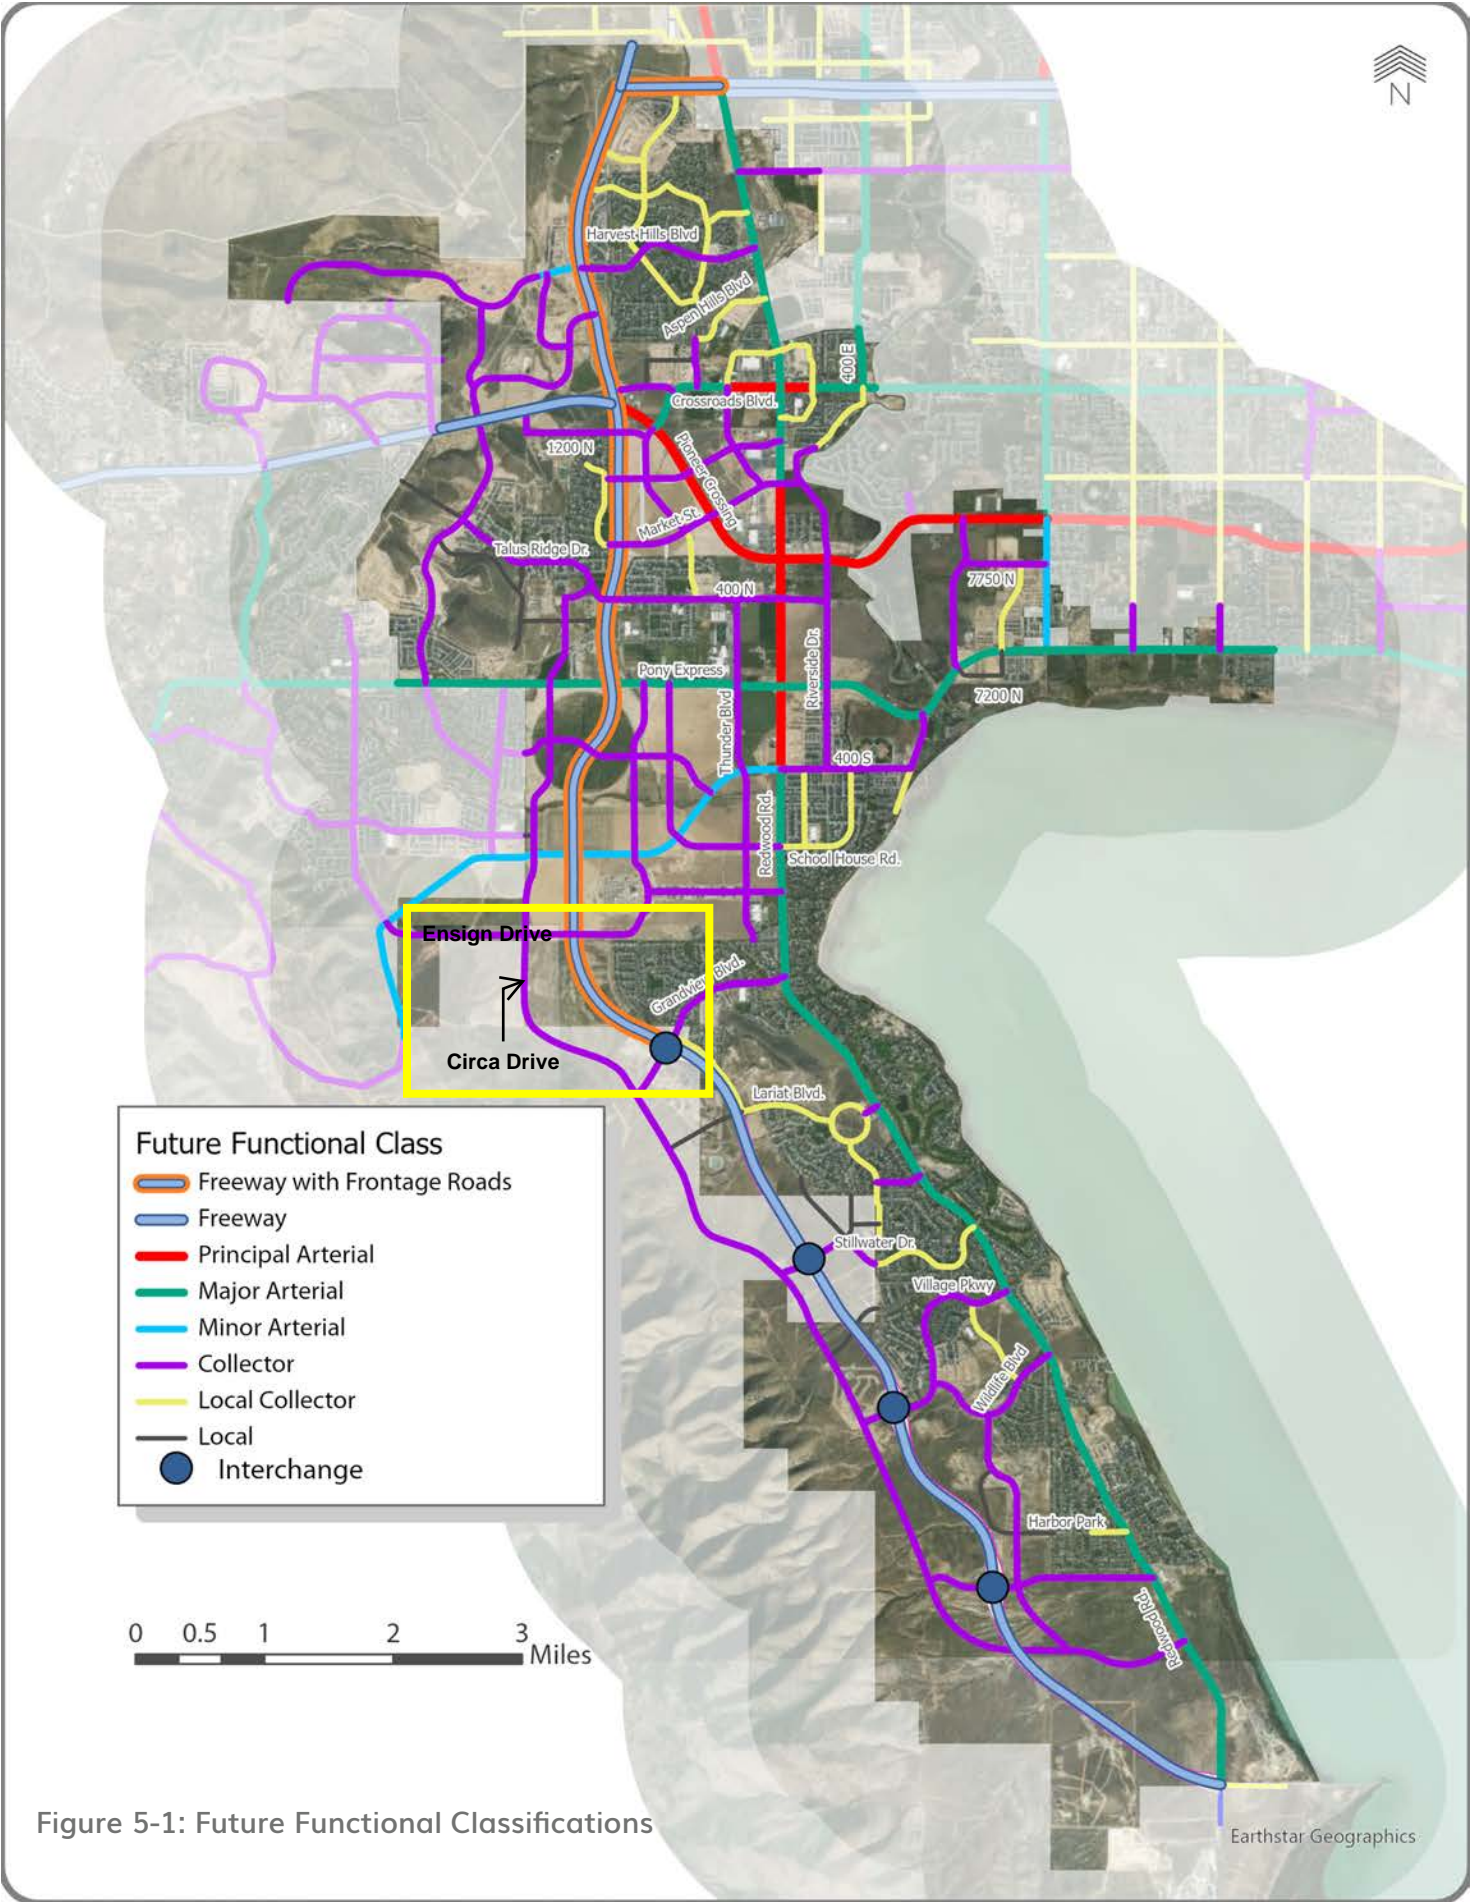 N
Harvest Hills Blvd
Aspen Hills Blvd
400 E
Crossroads Blvd.
1200 N
Pioneer Crossing
Market St.
Talus Ridge Dr.
7750 N
400 N
Riverside Dr.
Pony Express
7200 N
Thunder Blvd
400 S
Redwood Rd.
School House Rd.
Ensign Drive
Grandview Blvd.
Circa Drive
Lariat Blvd.
Future Functional Class
Freeway with Frontage Roads
Freeway
Principal Arterial
Major Arterial
Minor Arterial
Collector
Local Collector
Local
Interchange
Stillwater Dr.
Village Pkwy
Wildlife Blvd
Harbor Park
Redwood Rd.
0 0.5 1 2 3
Miles
Figure 5-1: Future Functional Classifications
Earthstar Geographics